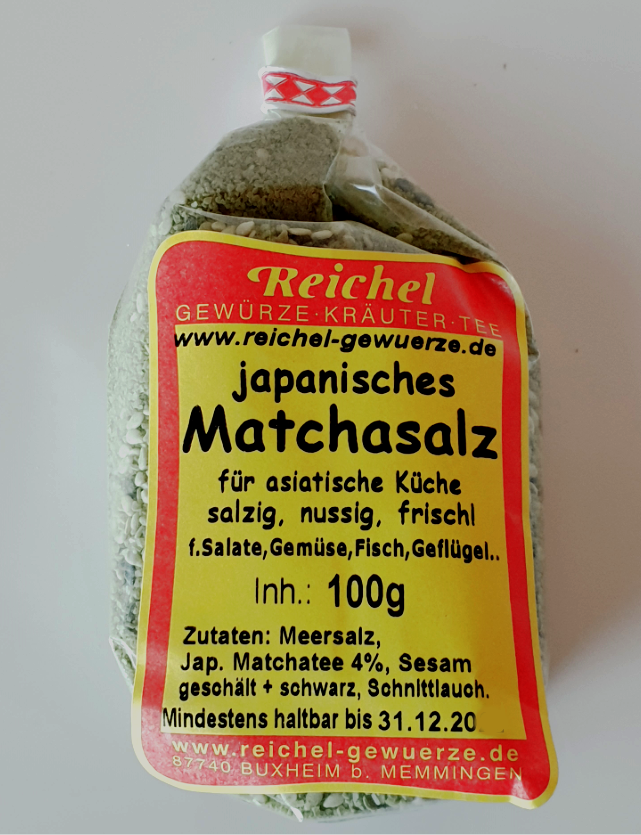 Reichel
GEWÜRZE·KRÄUTER·TEE
www.reichel-gewuerze.de
japanisches
Matchasalz
für asiatische Küche
salzig, nussig, frisch!
f.Salate,Gemüse,Fisch,Geflügel..
Inh.: 100g
Zutaten: Meersalz,
Jap. Matchatee 4%, Sesam
geschält + schwarz, Schnittlauch.
Mindestens haltbar bis 31.12.20
www.reichel-gewuerze.de
87740 BUXHEIM b. MEMMINGEN